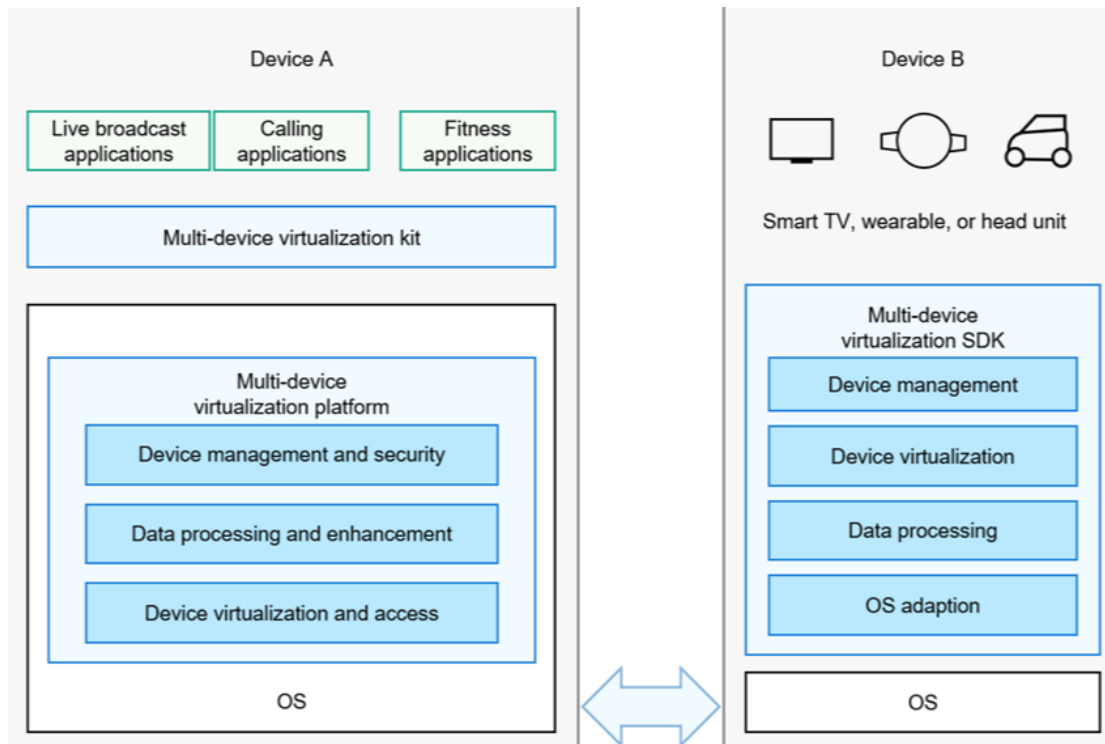 Device A
Live broadcast
applications
Calling
applications
Fitness
applications
Multi-device virtualization kit
Multi-device
virtualization platform
Device management and security
Data processing and enhancement
Device virtualization and access
OS
Device B
Smart TV, wearable, or head unit
Multi-device
virtualization SDK
Device management
Device virtualization
Data processing
OS adaption
OS